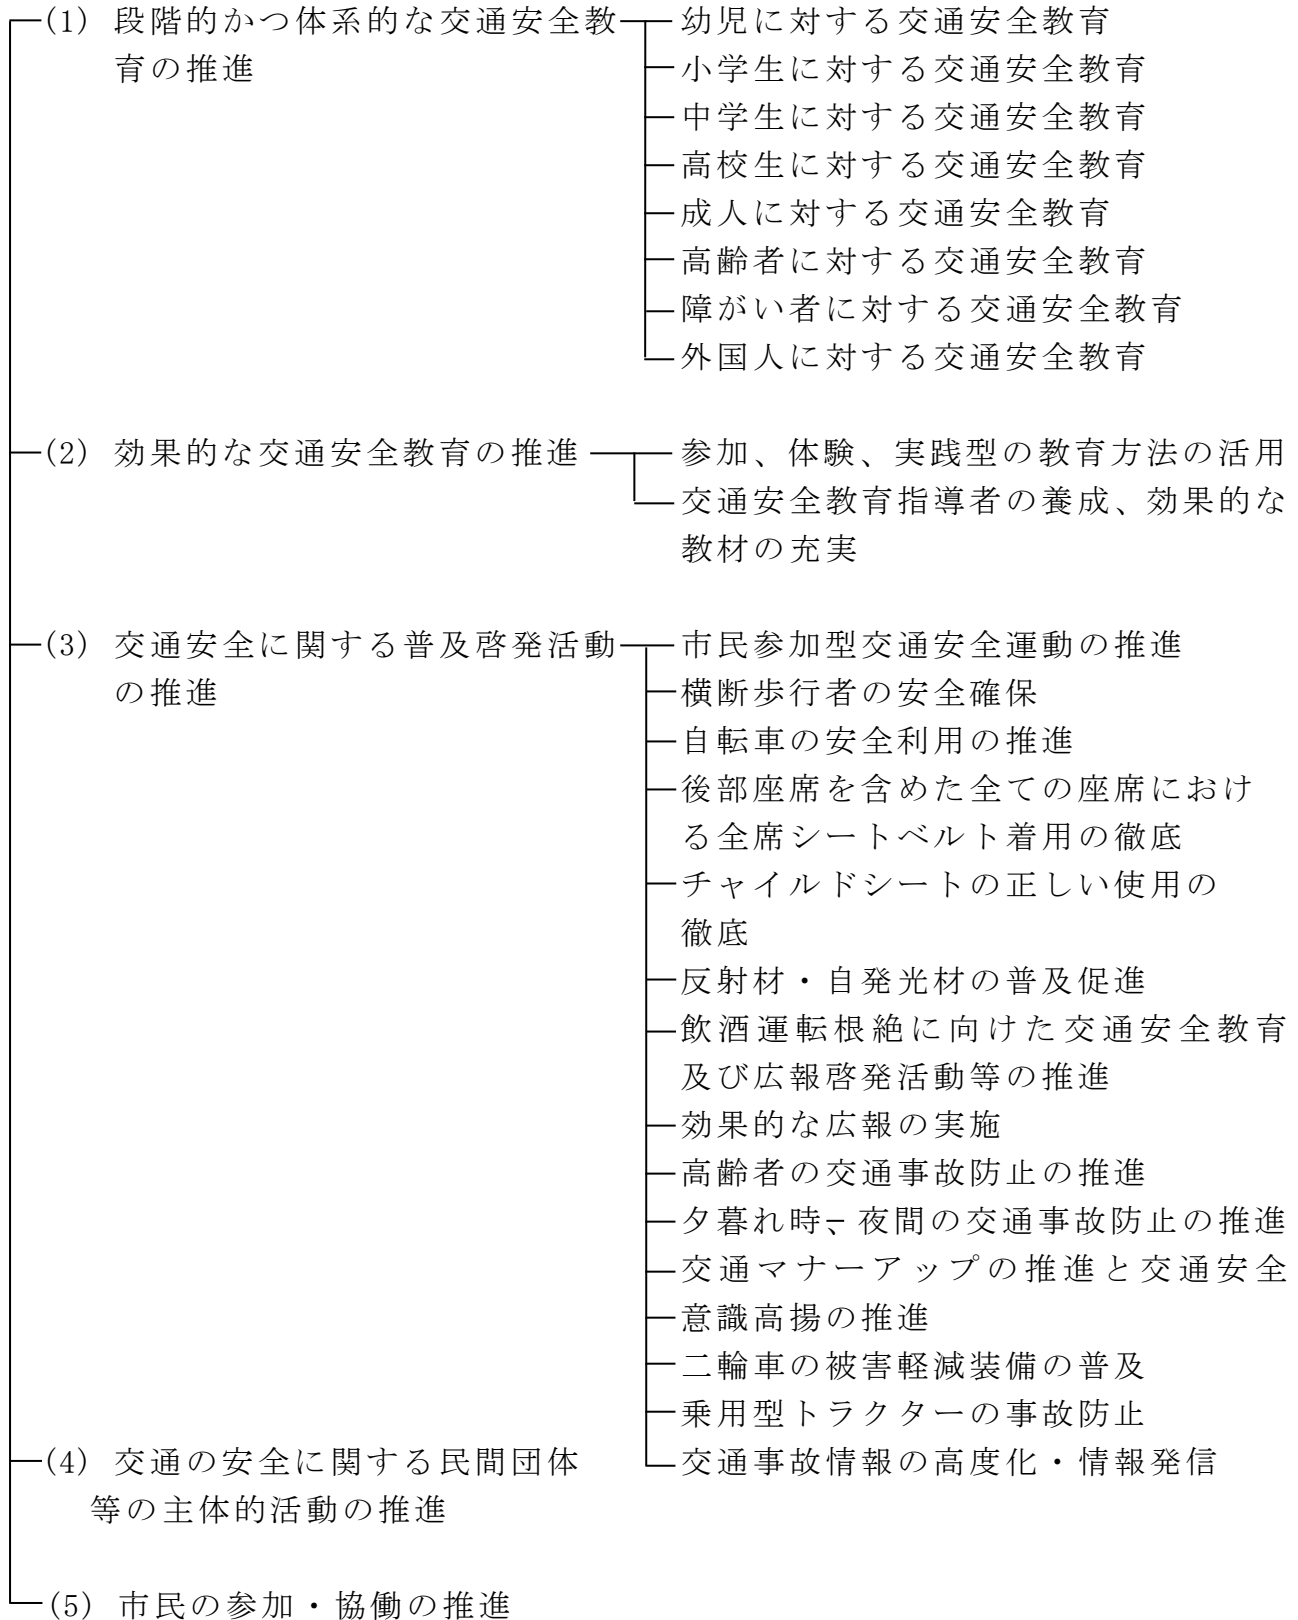 (1) 段階的かつ体系的な交通安全教
育の推進
幼児に対する交通安全教育
小学生に対する交通安全教育
中学生に対する交通安全教育
高校生に対する交通安全教育
成人に対する交通安全教育
高齢者に対する交通安全教育
障がい者に対する交通安全教育
外国人に対する交通安全教育
(2) 効果的な交通安全教育の推進
参加、体験、実践型の教育方法の活用
交通安全教育指導者の養成、効果的な
教材の充実
(3) 交通安全に関する普及啓発活動
の推進
市民参加型交通安全運動の推進
横断歩行者の安全確保
自転車の安全利用の推進
後部座席を含めた全ての座席におけ
る全席シートベルト着用の徹底
チャイルドシートの正しい使用の
徹底
反射材・自発光材の普及促進
飲酒運転根絶に向けた交通安全教育
及び広報啓発活動等の推進
効果的な広報の実施
高齢者の交通事故防止の推進
夕暮れ時、夜間の交通事故防止の推進
交通マナーアップの推進と交通安全
意識高揚の推進
二輪車の被害軽減装備の普及
乗用型トラクターの事故防止
交通事故情報の高度化・情報発信
(4) 交通の安全に関する民間団体
等の主体的活動の推進
(5) 市民の参加・協働の推進